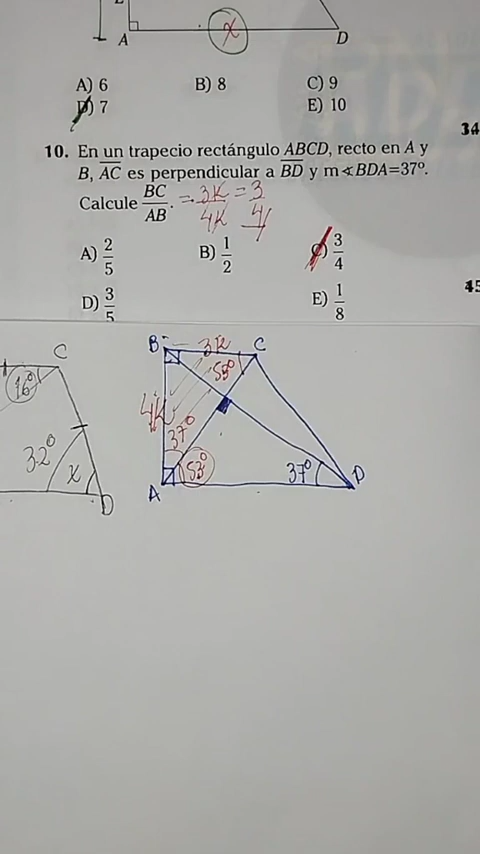 A x D
A) 6 B) 8 C) 9
D) 7 E) 10
34
10. En un trapecio rectángulo ABCD, recto en A y
B, AC es perpendicular a BD y m∢BDA=37º.
Calcule BC/AB. = 3K/4K = 3/4
A) 2/5 B) 1/2 C) 3/4
45
D) 3/5 E) 1/8
C
16°
32°
x
D
B 3K C
53°
4K
37°
53° 37° D
A